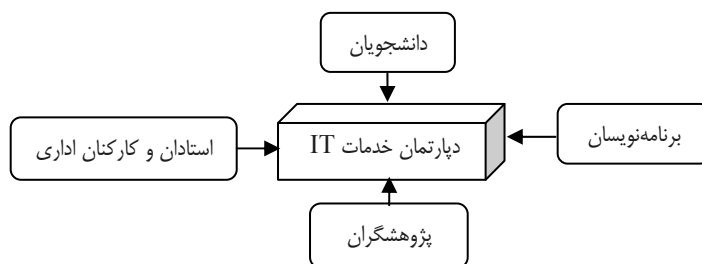 دانشجویان
برنامه‌نویسان
دپارتمان خدمات IT
استادان و کارکنان اداری
پژوهشگران